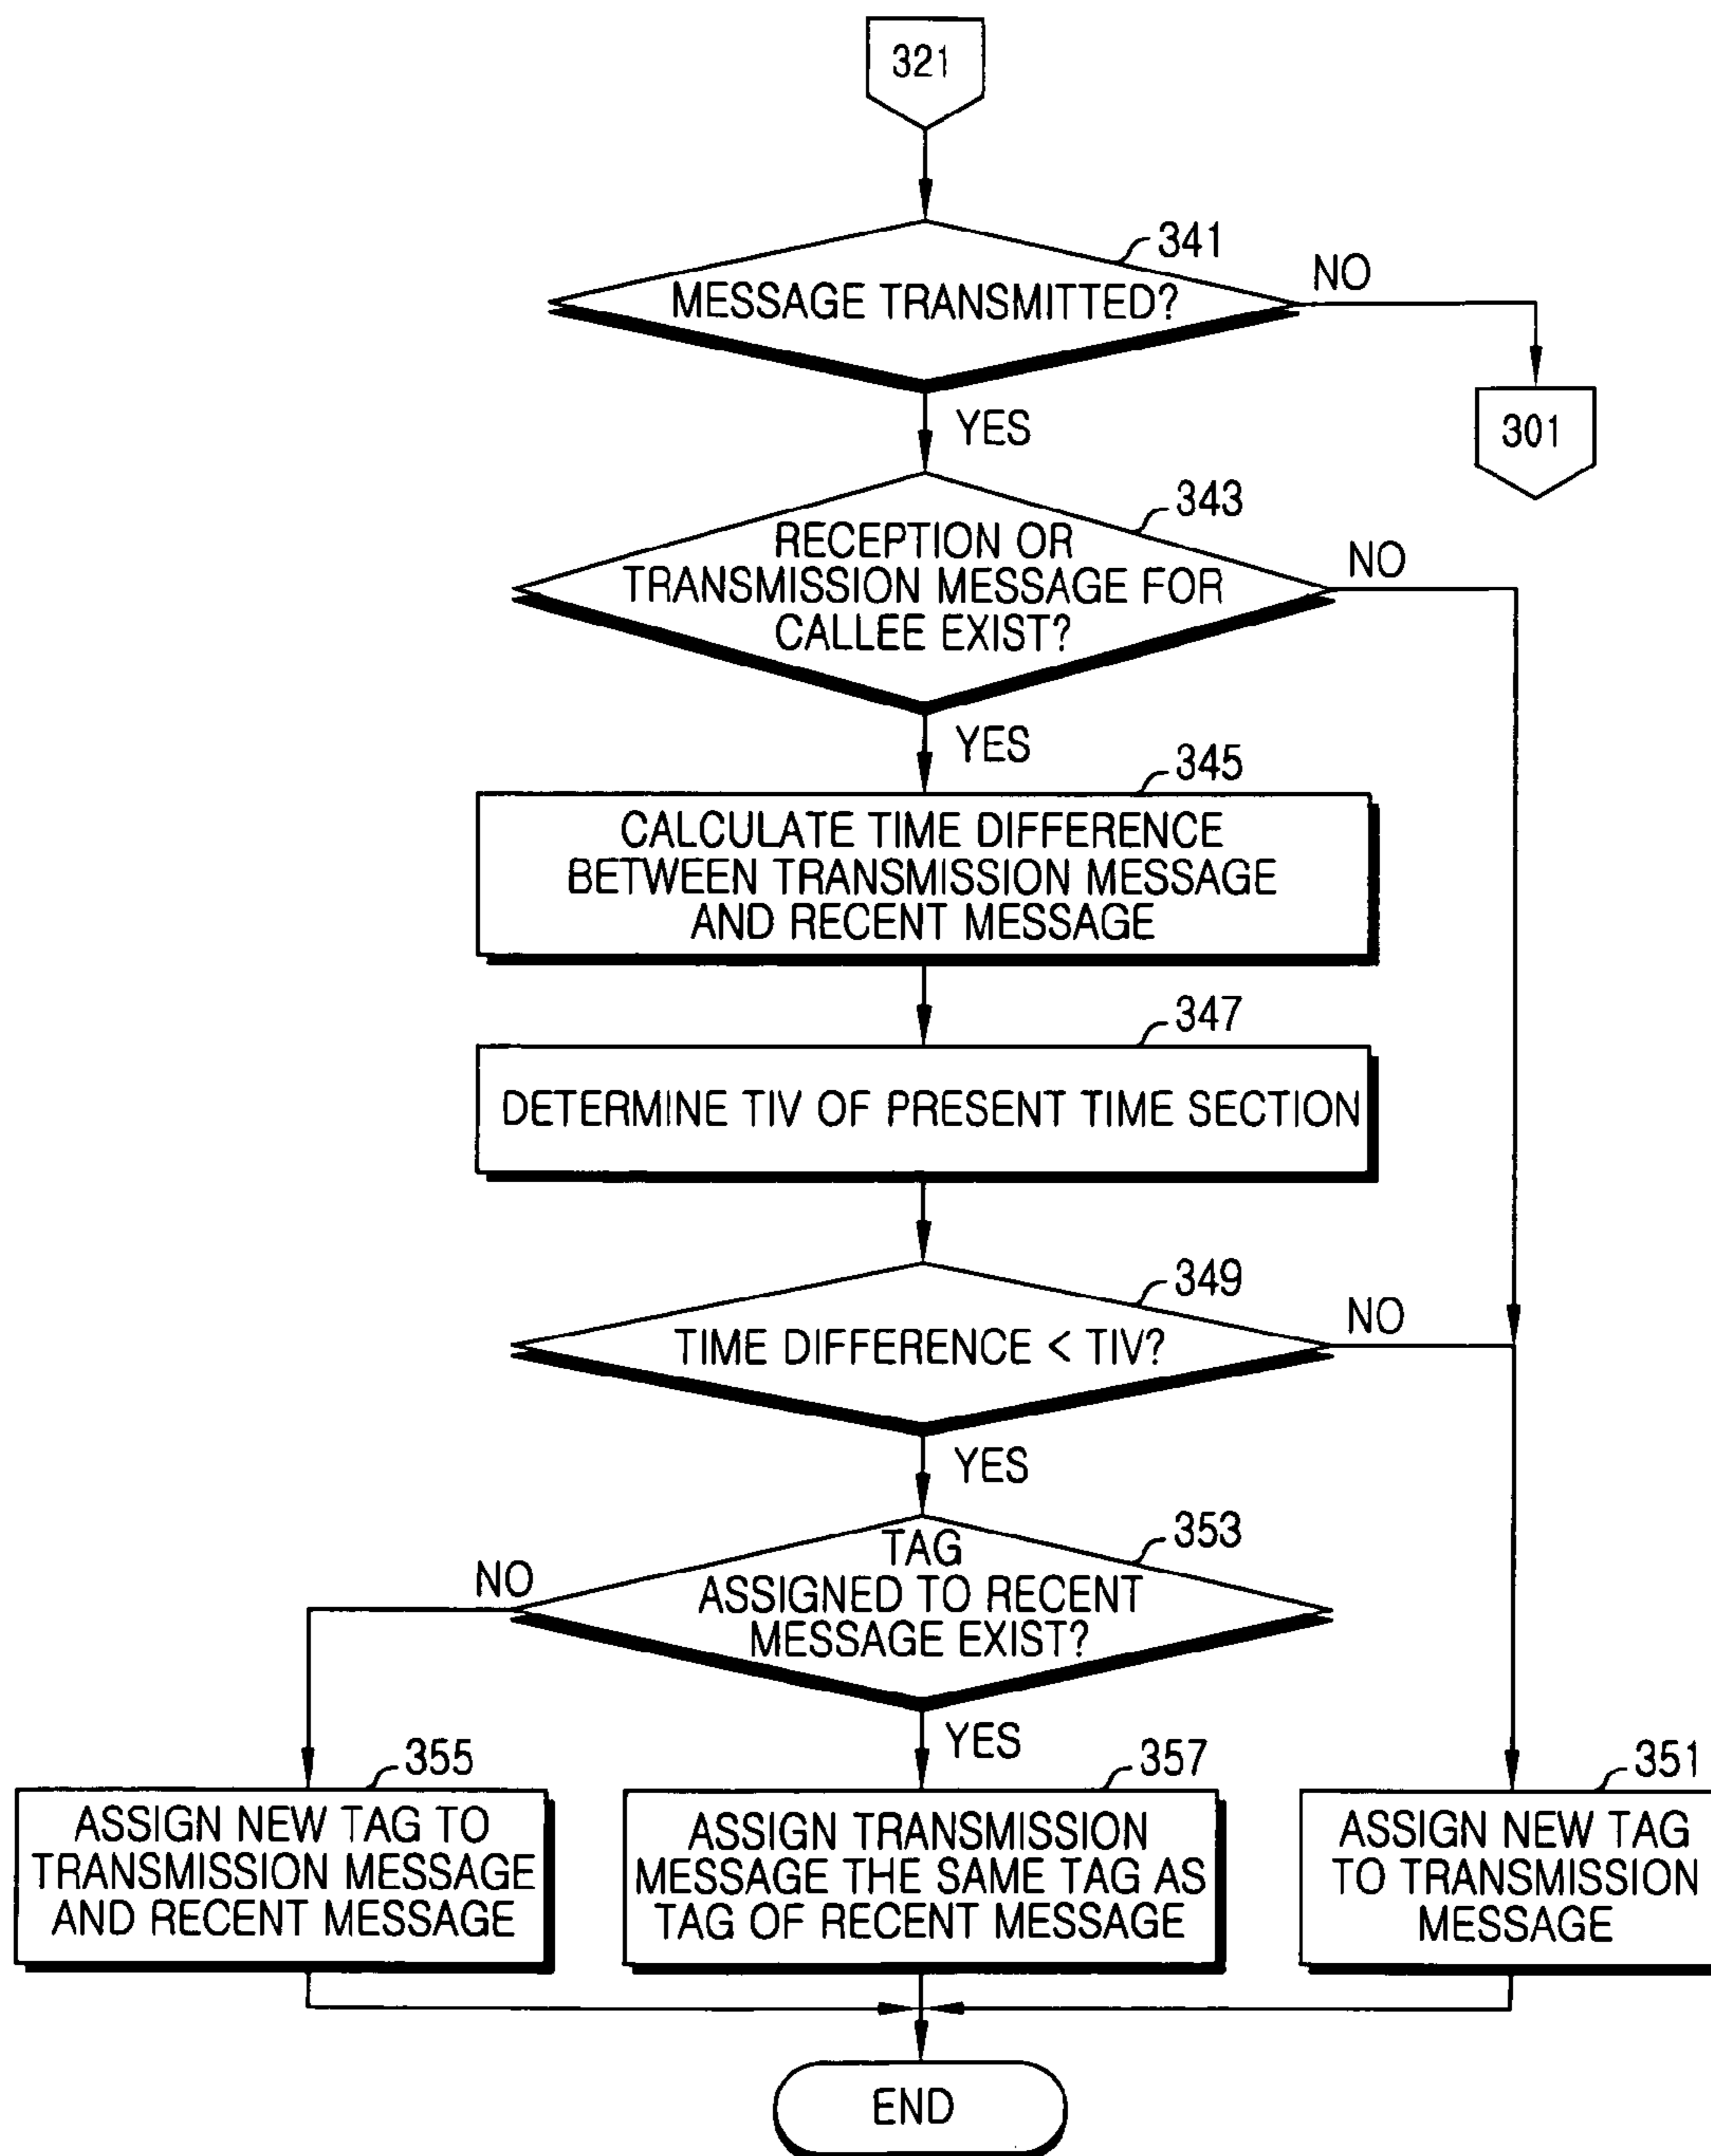 321
341
MESSAGE TRANSMITTED?
NO
301
YES
343
RECEPTION OR
TRANSMISSION MESSAGE FOR
CALLEE EXIST?
NO
YES
345
CALCULATE TIME DIFFERENCE
BETWEEN TRANSMISSION MESSAGE
AND RECENT MESSAGE
347
DETERMINE TIV OF PRESENT TIME SECTION
349
TIME DIFFERENCE < TIV?
NO
YES
353
TAG
ASSIGNED TO RECENT
MESSAGE EXIST?
NO
YES
355
ASSIGN NEW TAG TO
TRANSMISSION MESSAGE
AND RECENT MESSAGE
357
ASSIGN TRANSMISSION
MESSAGE THE SAME TAG AS
TAG OF RECENT MESSAGE
351
ASSIGN NEW TAG
TO TRANSMISSION
MESSAGE
END